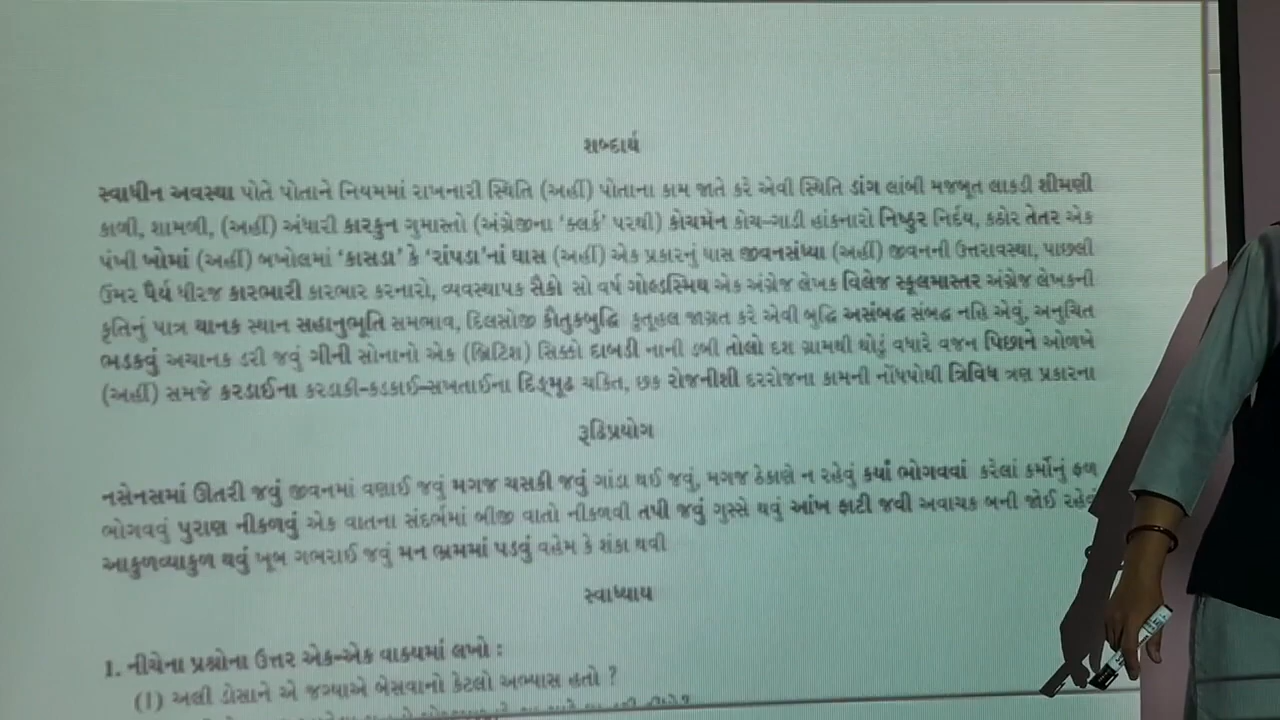 શબ્દાર્થ
સ્વાધીન અવસ્થા પોતે પોતાને નિયમમાં રાખનારી સ્થિતિ (અહીં) પોતાના કામ જાતે કરે એવી સ્થિતિ ડાંગ લાંબી મજબૂત લાકડી શીમણી
કાળી, શામળી, (અહીં) અંધારી કારકુન ગુમાસ્તો (અંગ્રેજીના ‘ક્લર્ક’ પરથી) કોચમૅન કોચ-ગાડી હાંકનારો નિષ્ઠુર નિર્દય, કઠોર તેતર એક
પંખી ખોમાં (અહીં) બખોલમાં ‘કાસડા’ કે ‘રાંપડા’નાં ઘાસ (અહીં) એક પ્રકારનું ઘાસ જીવનસંધ્યા (અહીં) જીવનની ઉત્તરાવસ્થા, પાછલી
ઉંમર ધૈર્ય ધીરજ કારભારી કારભાર કરનારો, વ્યવસ્થાપક સૈકો સો વર્ષ ગોલ્ડસ્મિથ એક અંગ્રેજ લેખક વિલેજ સ્કૂલમાસ્તર અંગ્રેજ લેખકની
કૃતિનું પાત્ર થાનક સ્થાન સહાનુભૂતિ સમભાવ, દિલસોજી કૌતુકબુદ્ધિ કુતૂહલ જાગ્રત કરે એવી બુદ્ધિ અસંબદ્ધ સંબદ્ધ નહિ એવું, અનુચિત
ભડકવું અચાનક ડરી જવું ગીની સોનાનો એક (બ્રિટિશ) સિક્કો દાબડી નાની ડબી તોલો દશ ગ્રામથી થોડું વધારે વજન પિછાને ઓળખે
(અહીં) સમજે કરડાઈના કરડાકી-કડકાઈ-સખતાઈના દિઙ્મૂઢ ચકિત, છક રોજનીશી દરરોજના કામની નોંધપોથી ત્રિવિધ ત્રણ પ્રકારના
રૂઢિપ્રયોગ
નસેનસમાં ઊતરી જવું જીવનમાં વણાઈ જવું મગજ ચસકી જવું ગાંડા થઈ જવું, મગજ ઠેકાણે ન રહેવું કર્યાં ભોગવવાં કરેલાં કર્મોનું ફળ
ભોગવવું પુરાણ નીકળવું એક વાતના સંદર્ભમાં બીજી વાતો નીકળવી તપી જવું ગુસ્સે થવું આંખ ફાટી જવી અવાચક બની જોઈ રહેવું
આકુળવ્યાકુળ થવું ખૂબ ગભરાઈ જવું મન ભ્રમમાં પડવું વહેમ કે શંકા થવી
સ્વાધ્યાય
1. નીચેના પ્રશ્નોના ઉત્તર એક-એક વાક્યમાં લખો :
(1) અલી ડોસાને એ જગ્યાએ બેસવાનો કેટલો અભ્યાસ હતો ?